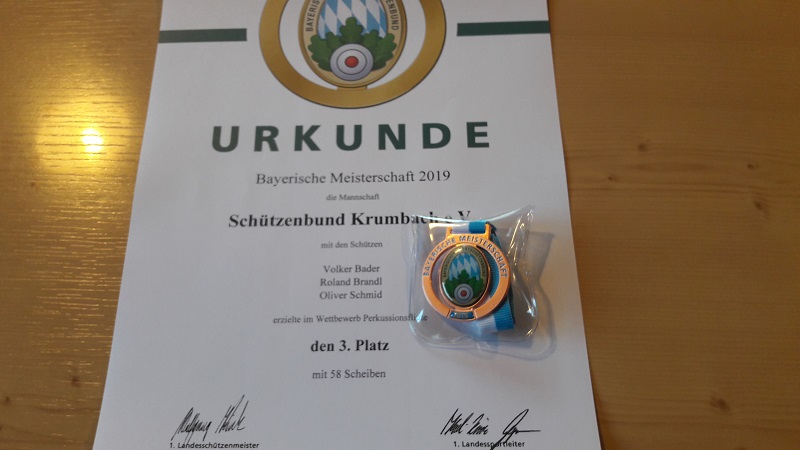 URKUNDE
Bayerische Meisterschaft 2019
die Mannschaft
Schützenbund Krumbach e.V.
mit den Schützen
Volker Bader
Roland Brandl
Oliver Schmid
erzielte im Wettbewerb
den 3. Platz
mit 58 Scheiben
BAYERISCHE MEISTERSCHAFT
1. Landesschützenmeister
1. Landessportleiter